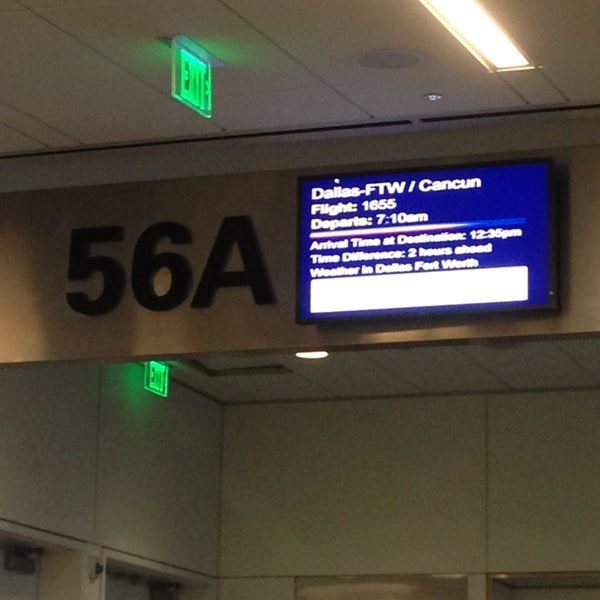 EXIT
56A
Dallas-FTW / Cancun
Flight: 1655
Departs: 7:10am
Arrival Time at Destination: 12:35pm
Time Difference: 2 hours ahead
Weather in Dallas Fort Worth
EXIT